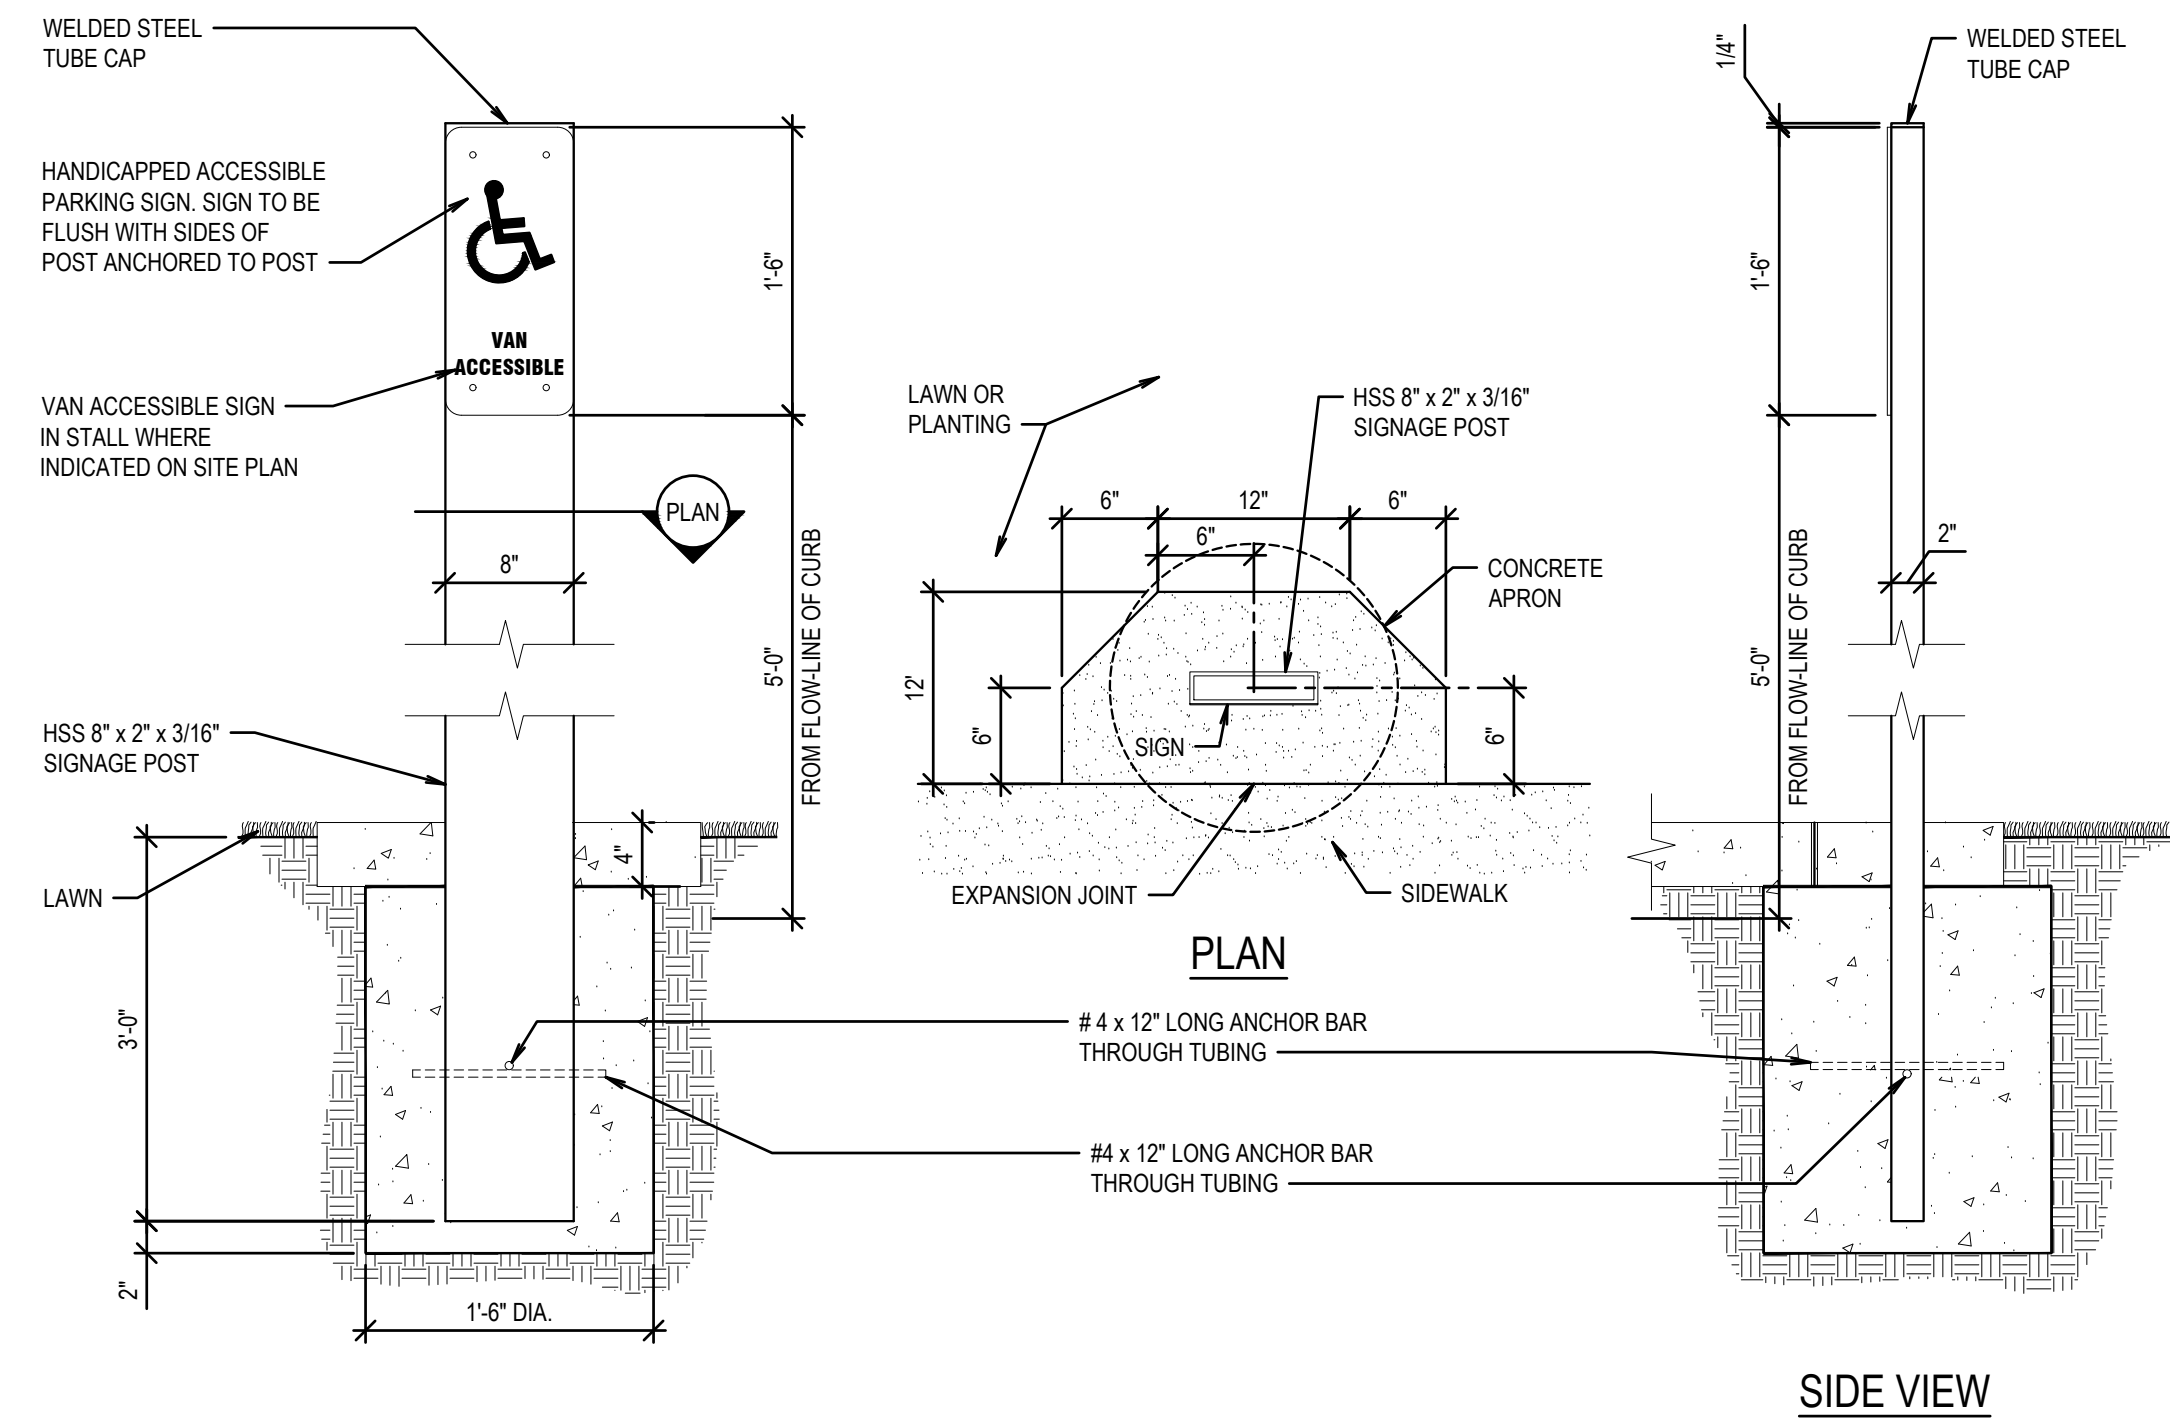 WELDED STEEL
TUBE CAP
HANDICAPPED ACCESSIBLE
PARKING SIGN. SIGN TO BE
FLUSH WITH SIDES OF
POST ANCHORED TO POST
VAN
ACCESSIBLE
VAN ACCESSIBLE SIGN
IN STALL WHERE
INDICATED ON SITE PLAN
1'-6"
PLAN
8"
5'-0"
FROM FLOW-LINE OF CURB
HSS 8" x 2" x 3/16"
SIGNAGE POST
LAWN
4"
3'-0"
2"
1'-6" DIA.
LAWN OR
PLANTING
HSS 8" x 2" x 3/16"
SIGNAGE POST
6"
12"
6"
6"
CONCRETE
APRON
12'
6"
6"
SIGN
EXPANSION JOINT
SIDEWALK
PLAN
# 4 x 12" LONG ANCHOR BAR
THROUGH TUBING
#4 x 12" LONG ANCHOR BAR
THROUGH TUBING
1/4"
WELDED STEEL
TUBE CAP
1'-6"
2"
5'-0"
FROM FLOW-LINE OF CURB
SIDE VIEW